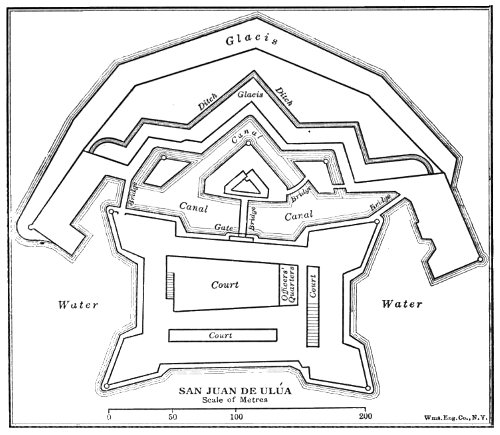 Glacis
Ditch
Glacis
Ditch
Canal
Bridge
Bridge
Bridge
Canal
Bridge
Canal
Gate
Water
Court
Officers'
Quarters
Court
Water
Court
SAN JUAN DE ULÚA
Scale of Metres
0 50 100 200
Wms. Eng. Co., N. Y.